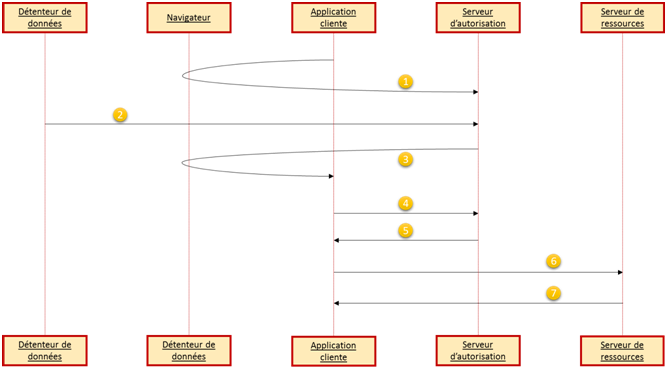 Détenteur de
données
Navigateur
Application
cliente
Serveur
d'autorisation
Serveur de
ressources
1
2
3
4
5
6
7
Détenteur de
données
Détenteur de
données
Application
cliente
Serveur
d'autorisation
Serveur de
ressources